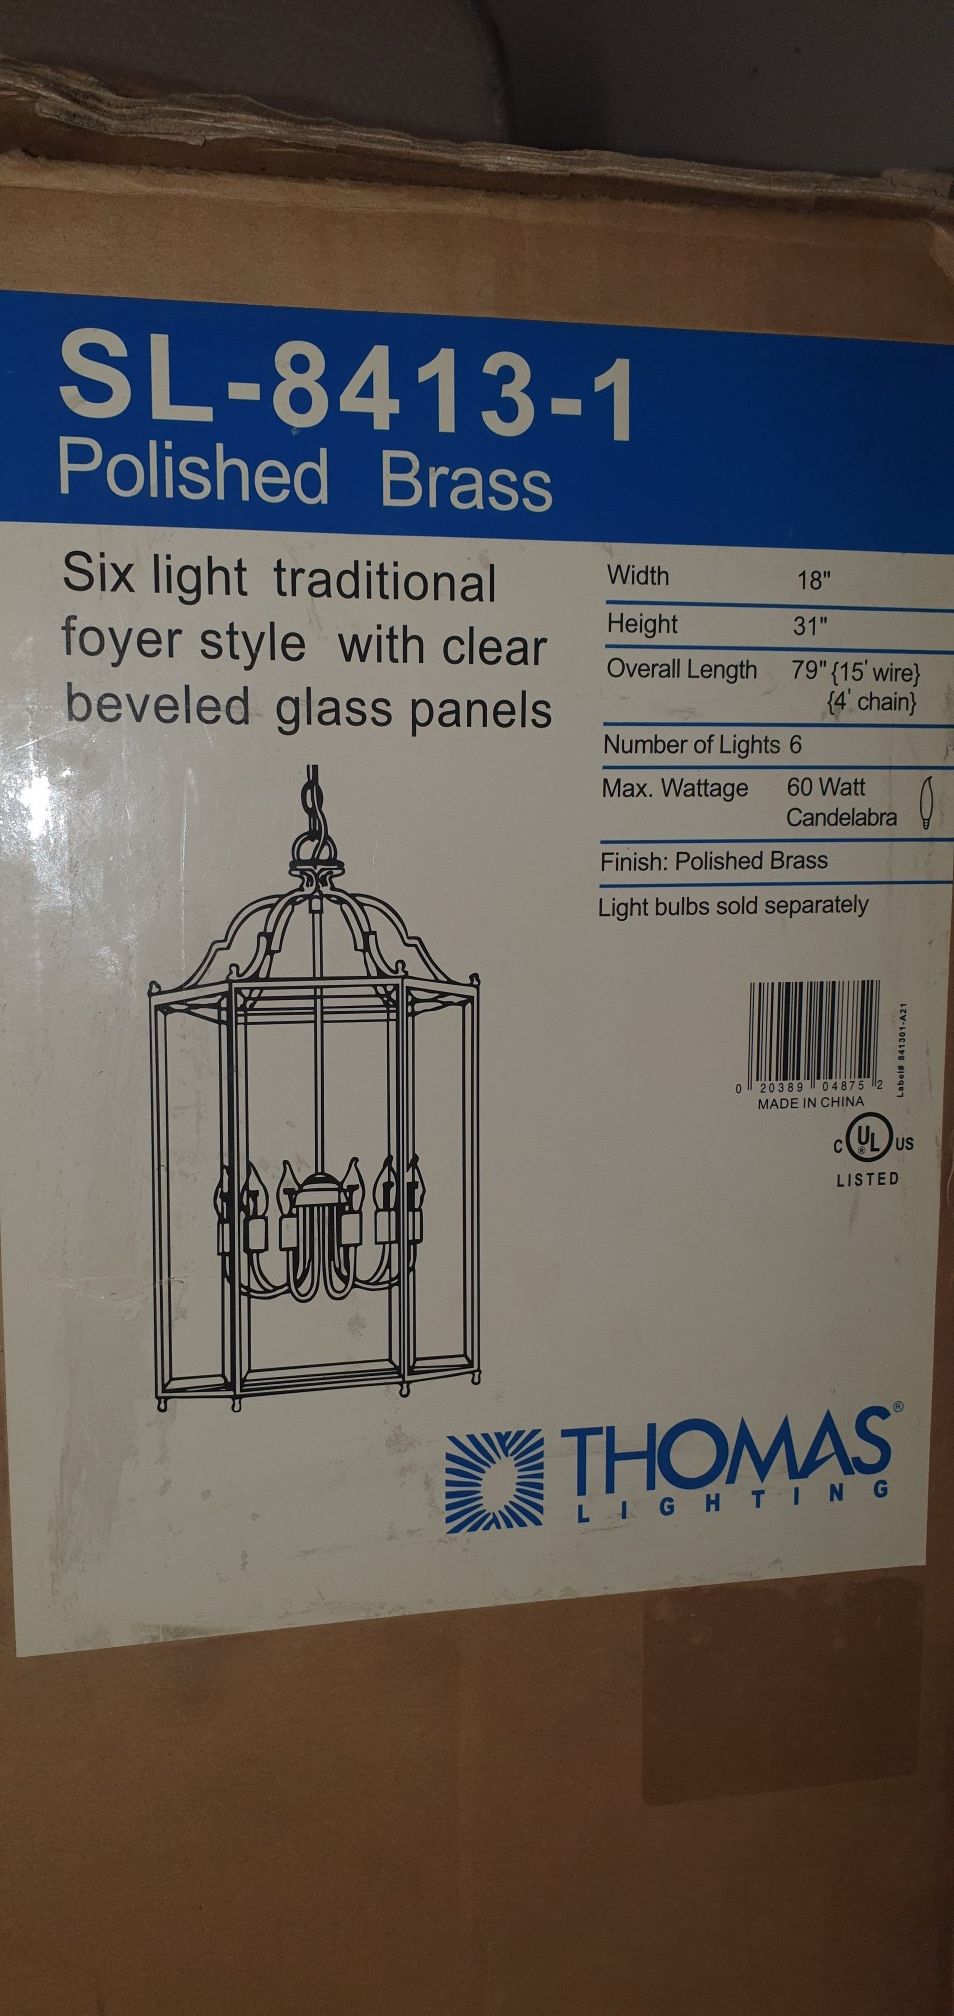 SL-8413-1
Polished Brass
Six light traditional
foyer style with clear
beveled glass panels
Width 18"
Height 31"
Overall Length 79" {15' wire}
{4' chain}
Number of Lights 6
Max. Wattage 60 Watt
Candelabra
Finish: Polished Brass
Light bulbs sold separately
0 20389 04875 2
MADE IN CHINA
Label# 841301-A21
C UL ® US
LISTED
THOMAS®
LIGHTING